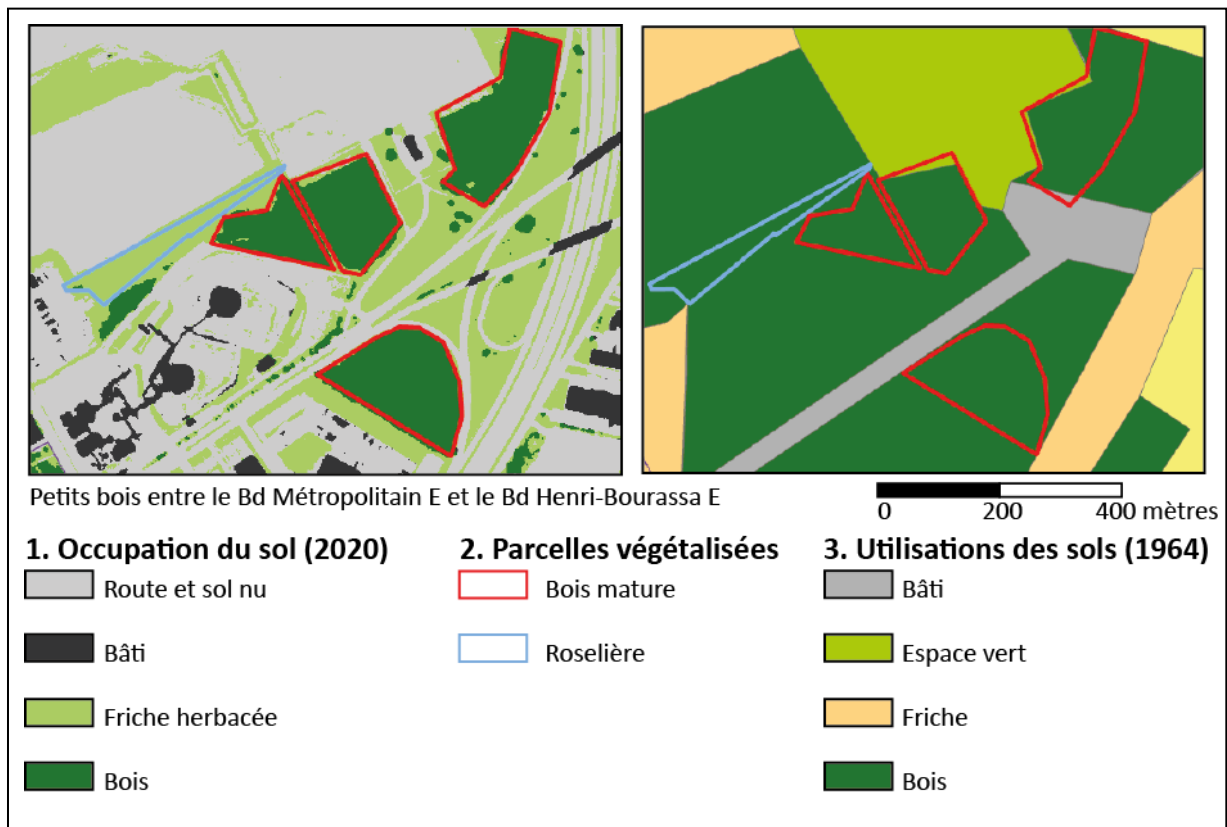 Petits bois entre le Bd Métropolitain E et le Bd Henri-Bourassa E
0 200 400 mètres
1. Occupation du sol (2020)
Route et sol nu
Bâti
Friche herbacée
Bois
2. Parcelles végétalisées
Bois mature
Roselière
3. Utilisations des sols (1964)
Bâti
Espace vert
Friche
Bois